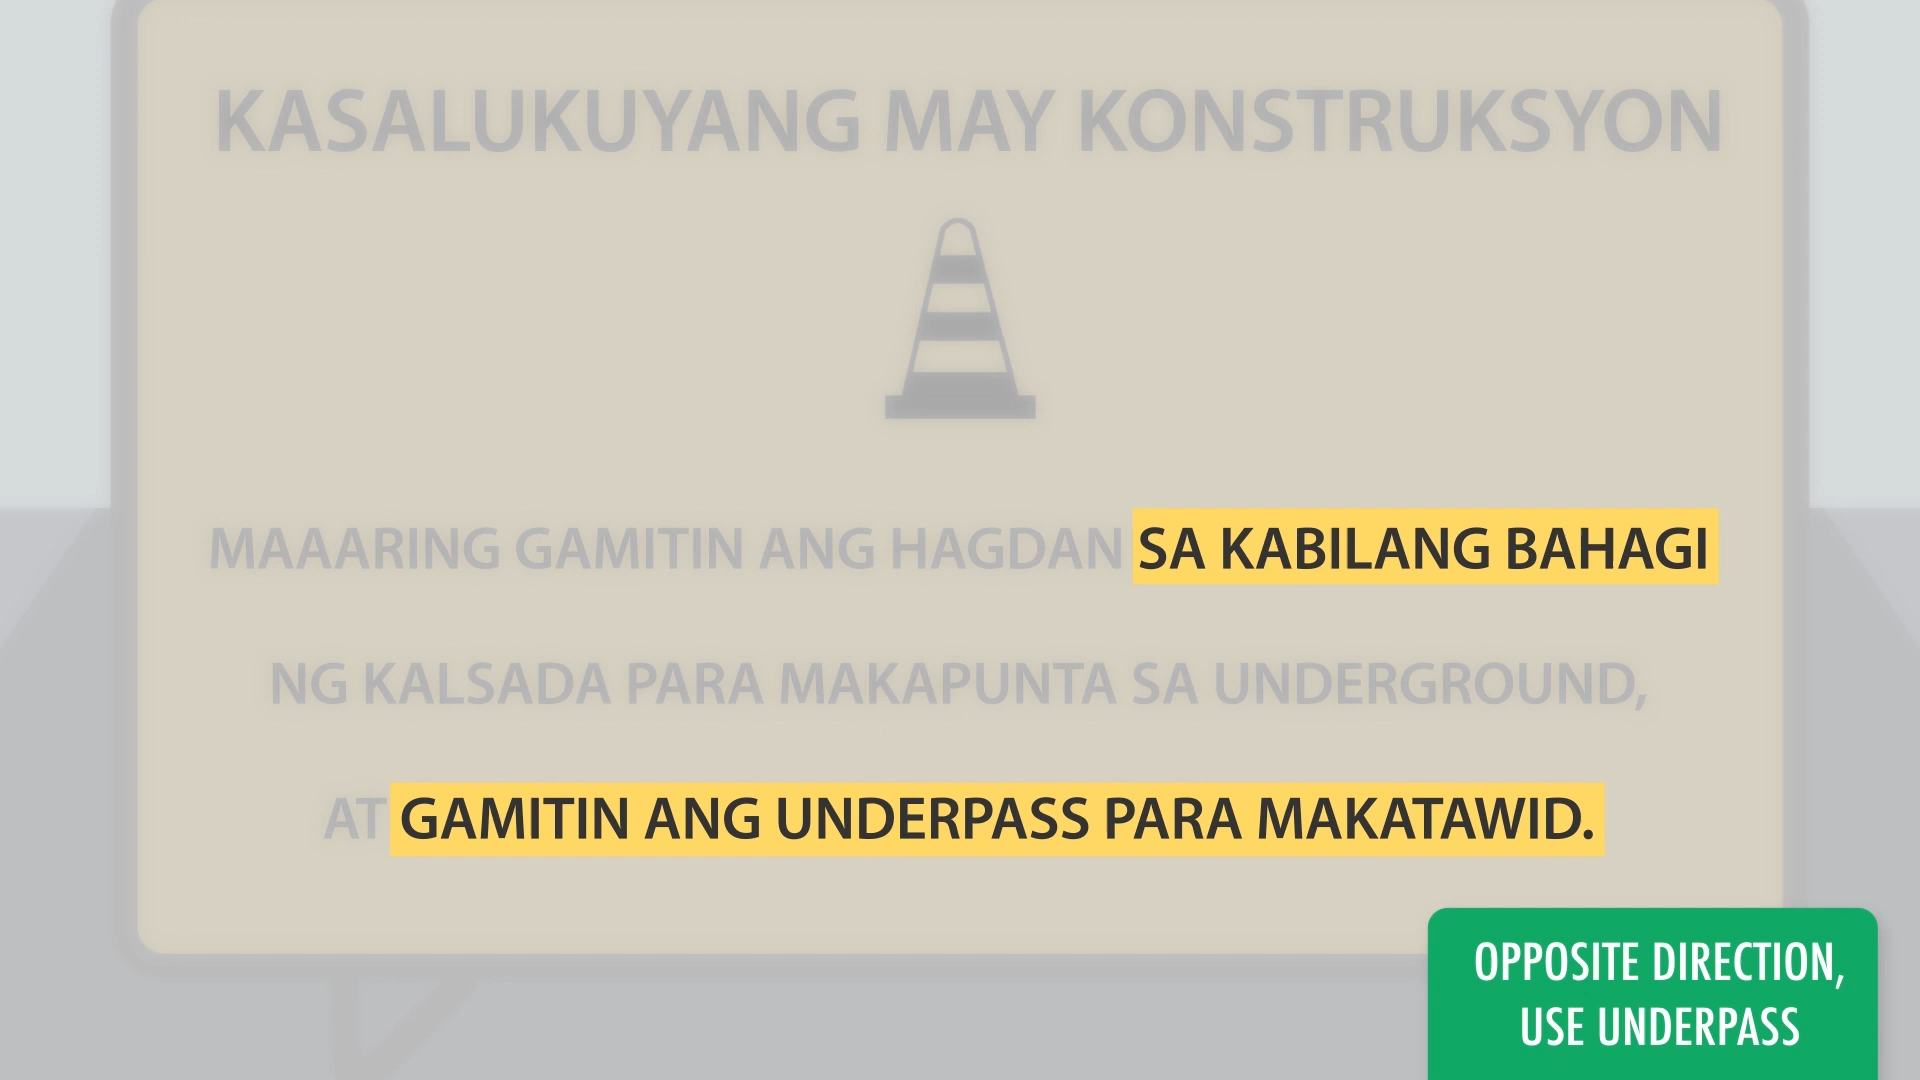 KASALUKUYANG MAY KONSTRUKSYON
MAAARING GAMITIN ANG HAGDAN SA KABILANG BAHAGI
NG KALSADA PARA MAKAPUNTA SA UNDERGROUND,
AT GAMITIN ANG UNDERPASS PARA MAKATAWID.
OPPOSITE DIRECTION,
USE UNDERPASS